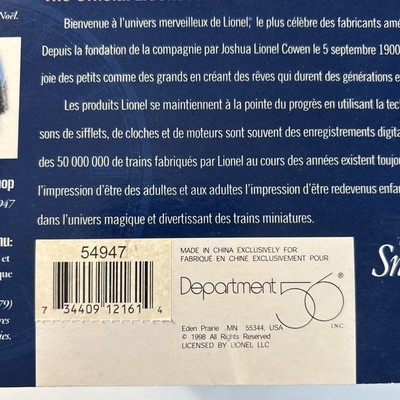 Noël.
Bienvenue à l'univers merveilleux de Lionel, le plus célèbre des fabricants amé
Depuis la fondation de la compagnie par Joshua Lionel Cowen le 5 septembre 1900
joie des petits comme des grands en créant des rêves qui durent des générations e
Les produits Lionel se maintiennent à la pointe du progrès en utilisant la tec
sons de sifflets, de cloches et de moteurs sont souvent des enregistrements digita
des 50 000 000 de trains fabriqués par Lionel au cours des années existent toujou
l'impression d'être des adultes et aux adultes l'impression d'être redevenus enfan
dans l'univers magique et divertissant des trains miniatures.
op
947
nu:
et
que
79)
res
ies.
54947
7 34409 12161 4
MADE IN CHINA EXCLUSIVELY FOR
FABRIQUÉ EN CHINE EXCLUSIVEMENT POUR
Department 56®
INC.
Eden Prairie MN 55344, USA
© 1998 All Rights Reserved
LICENSED BY LIONEL LLC
Sn